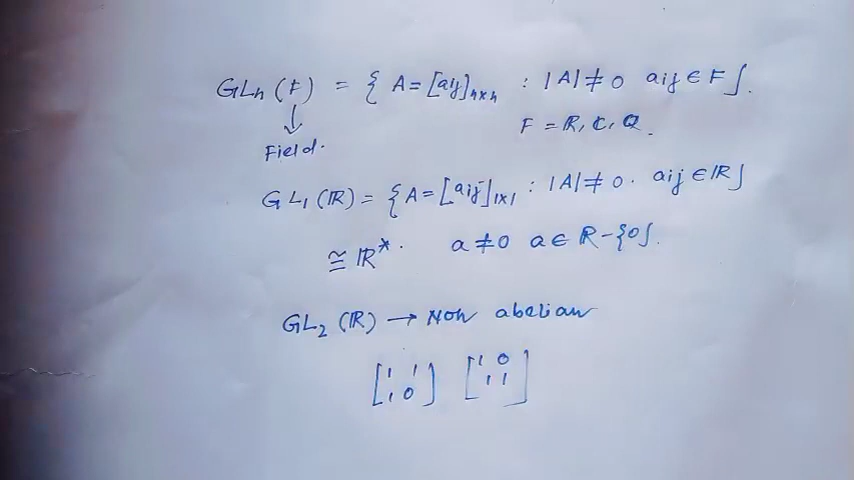 GLn (F) = { A = [aij]n×n : |A| ≠ 0 aij ∈ F }.
F = R, C, Q.
↓
Field.
GL1 (R) = { A = [aij]1×1 : |A| ≠ 0. aij ∈ R }
≅ R*. a ≠ 0 a ∈ R - {0}.
GL2 (R) → Non abelian
[1 1
1 0] [1 0
1 1]